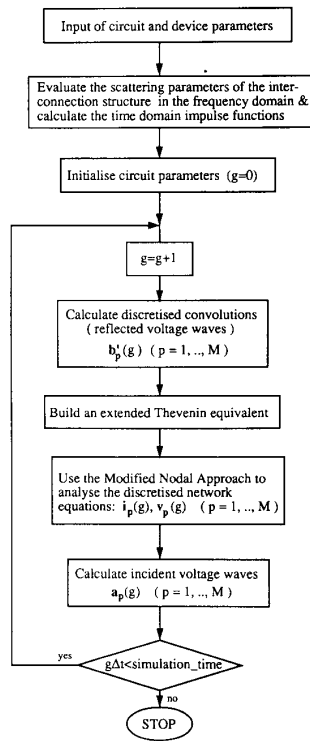 Input of circuit and device parameters
Evaluate the scattering parameters of the inter-
connection structure in the frequency domain &
calculate the time domain impulse functions
Initialise circuit parameters (g=0)
g=g+1
Calculate discretised convolutions
( reflected voltage waves )
b'p(g) ( p = 1, .., M )
Build an extended Thevenin equivalent
Use the Modified Nodal Approach to
analyse the discretised network
equations: ip(g), vp(g) ( p = 1, .., M )
Calculate incident voltage waves
ap(g) ( p = 1, .., M )
yes
gΔt<simulation_time
no
STOP